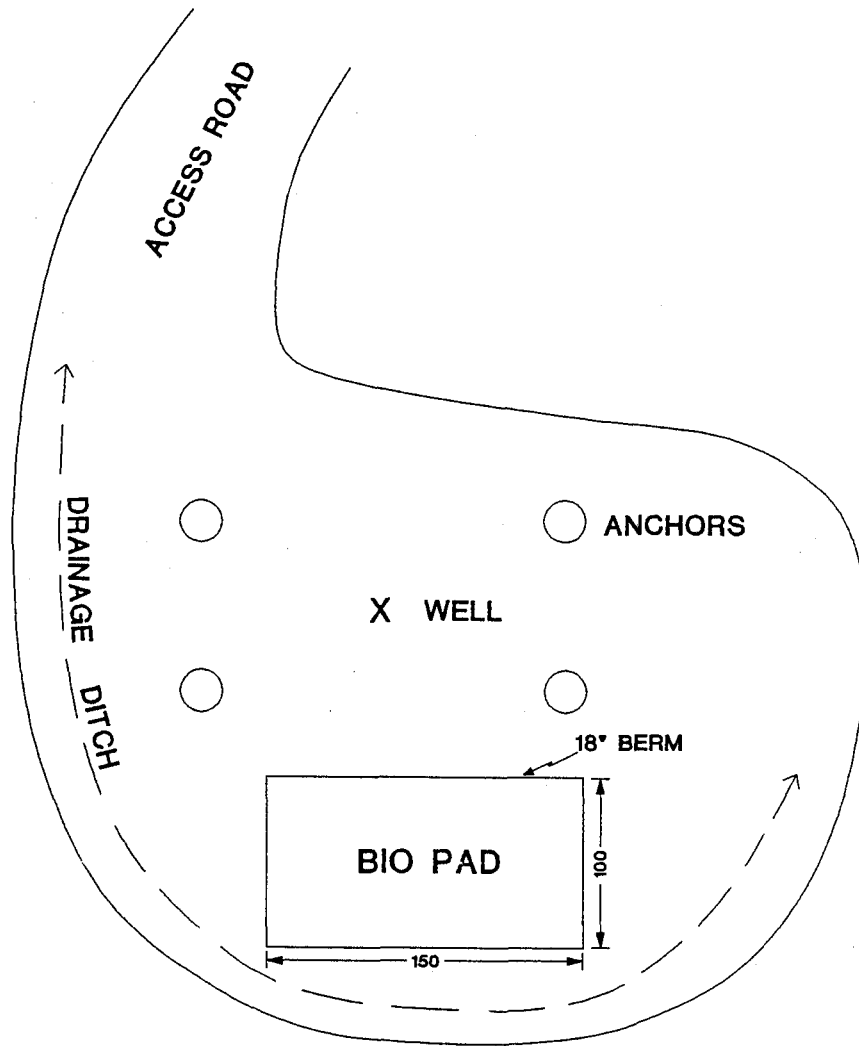 ACCESS ROAD
ANCHORS
X WELL
DRAINAGE DITCH
18" BERM
BIO PAD
100
150